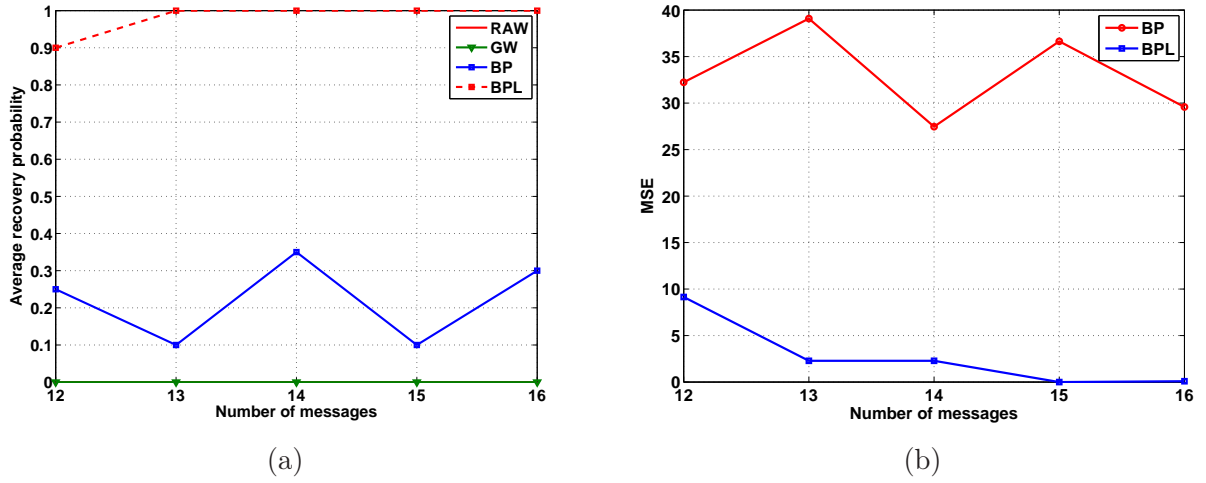 1
0.9
0.8
0.7
0.6
0.5
0.4
0.3
0.2
0.1
0
12
13
14
15
16
Average recovery probability
Number of messages
RAW
GW
BP
BPL
(a)
40
35
30
25
20
15
10
5
0
12
13
14
15
16
MSE
Number of messages
BP
BPL
(b)